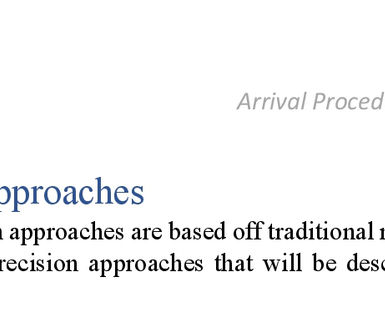 Arrival Proced
pproaches
n approaches are based off traditional
recision approaches that will be desc